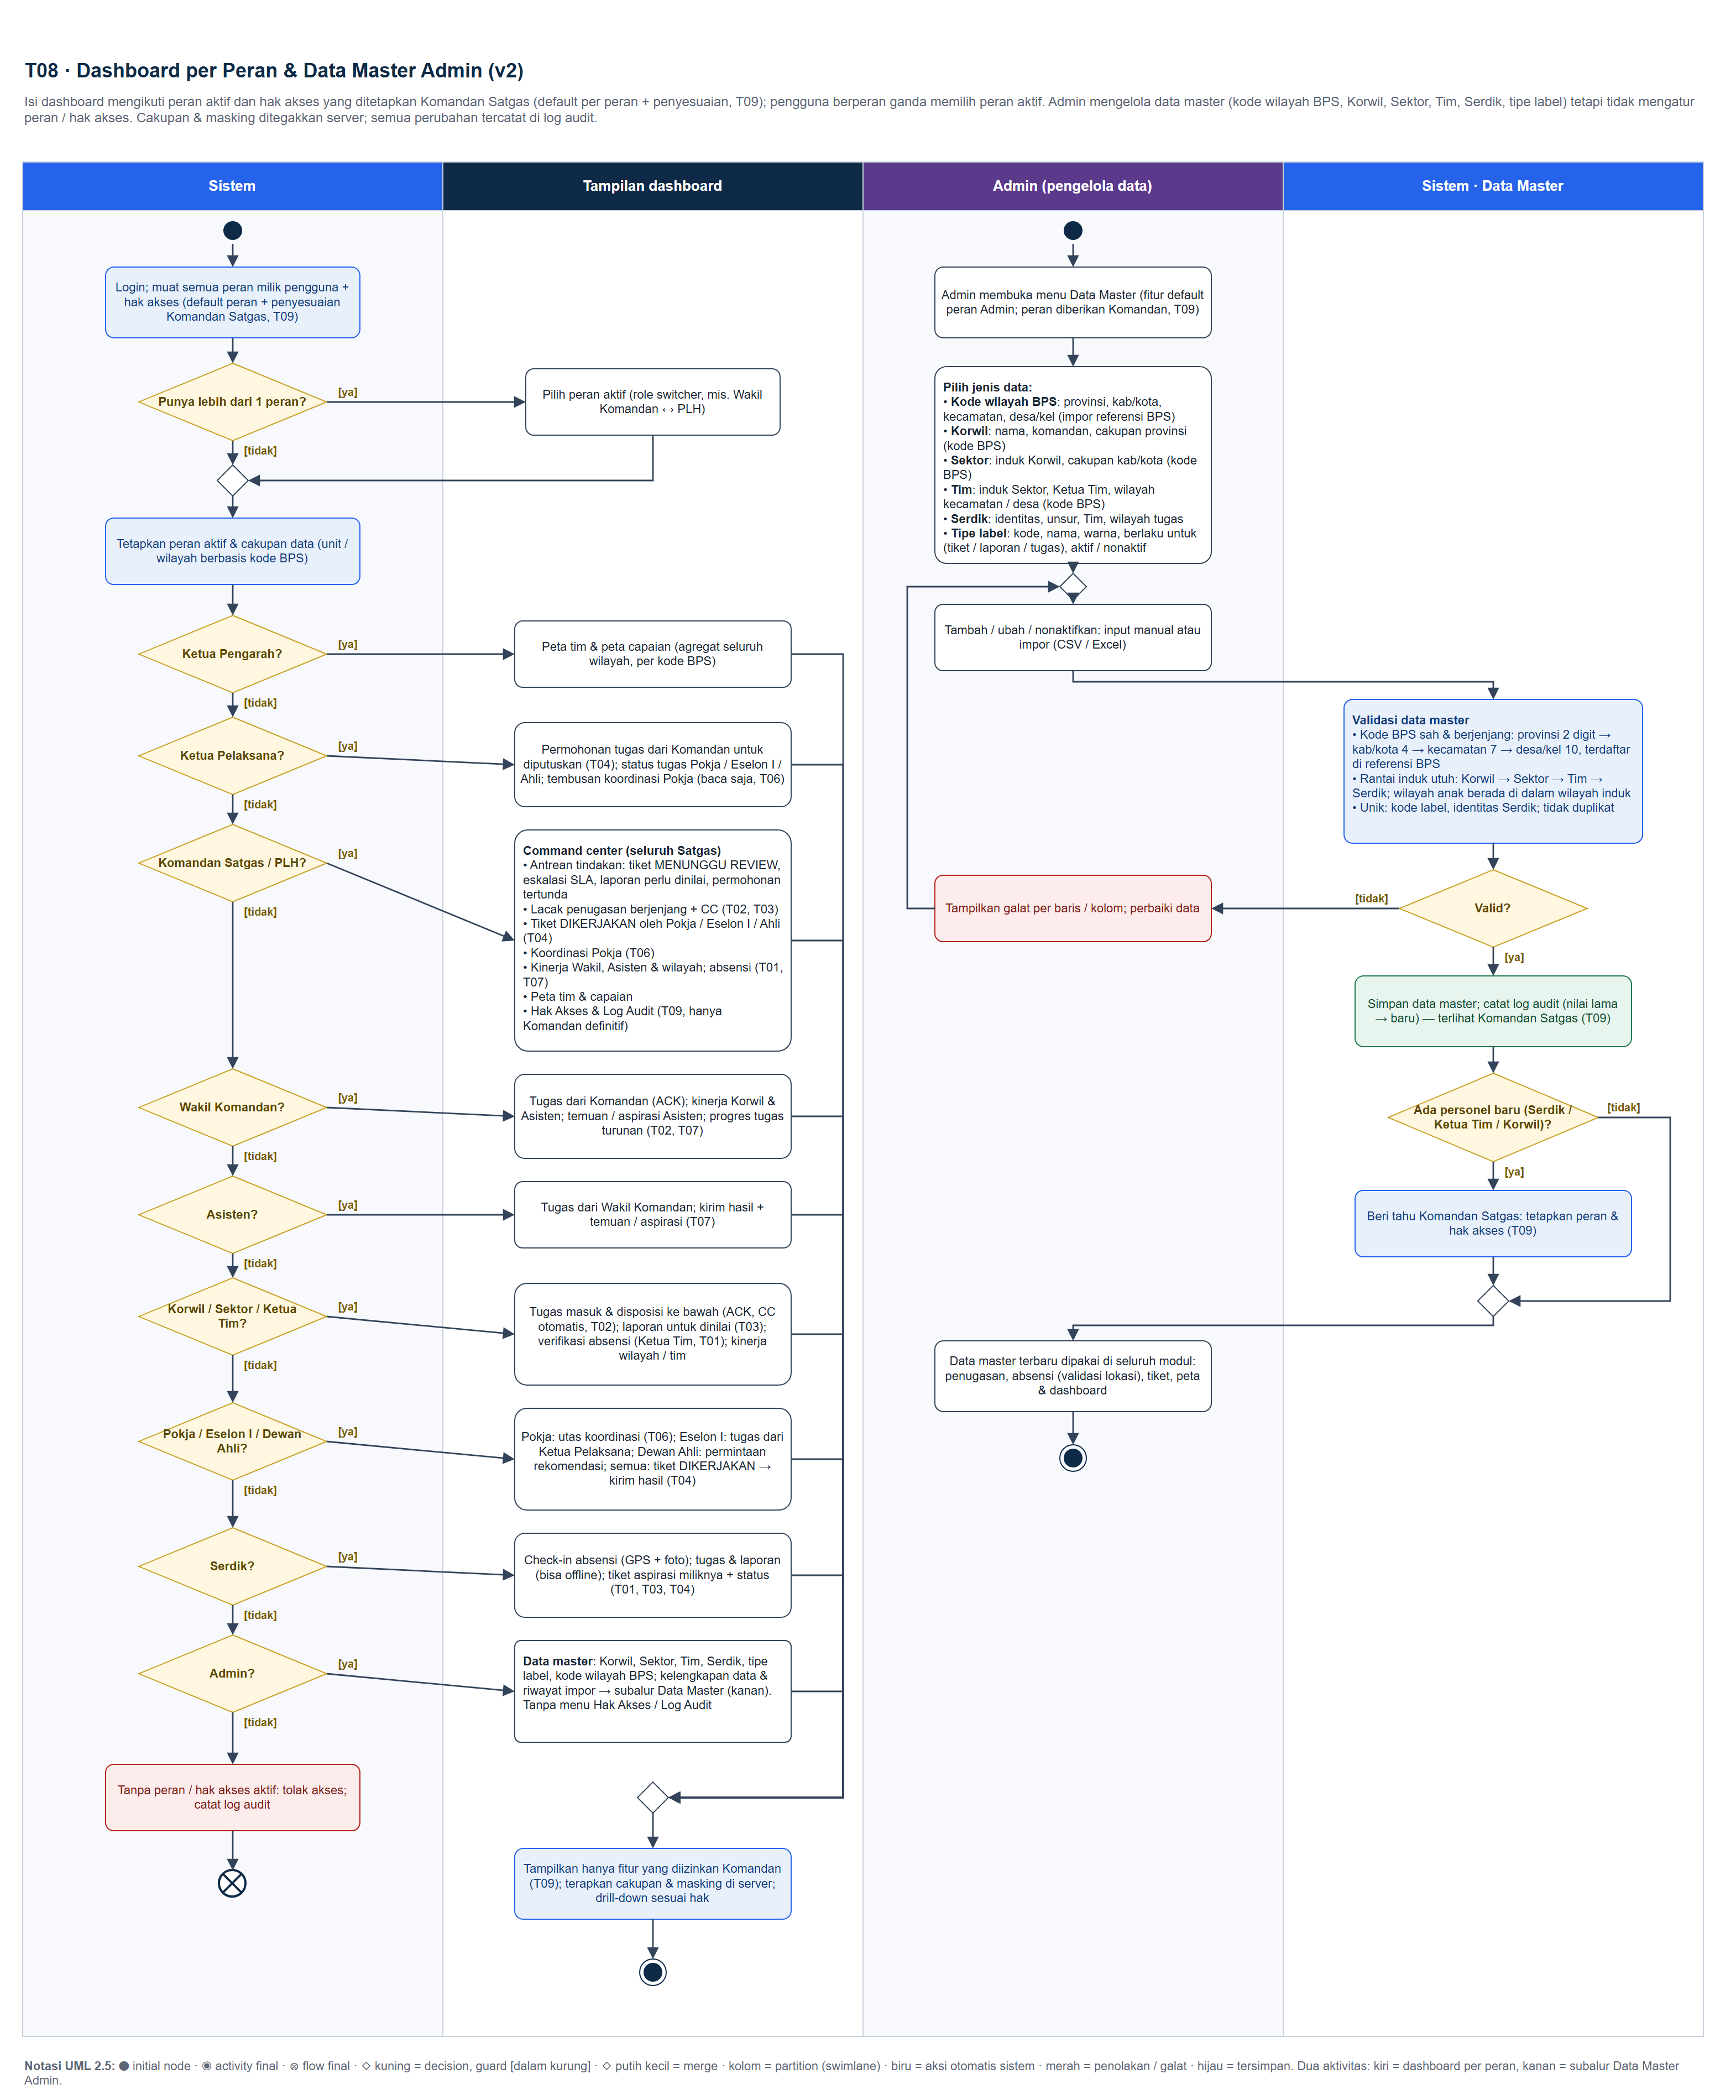 T08 · Dashboard per Peran & Data Master Admin (v2)
Isi dashboard mengikuti peran aktif dan hak akses yang ditetapkan Komandan Satgas (default per peran + penyesuaian, T09); pengguna berperan ganda memilih peran aktif. Admin mengelola data master (kode wilayah BPS, Korwil, Sektor, Tim, Serdik, tipe label) tetapi tidak mengatur
peran / hak akses. Cakupan & masking ditegakkan server; semua perubahan tercatat di log audit.
Sistem
Tampilan dashboard
Admin (pengelola data)
Sistem · Data Master
Login; muat semua peran milik pengguna +
hak akses (default peran + penyesuaian
Komandan Satgas, T09)
Punya lebih dari 1 peran?
[ya]
[tidak]
Pilih peran aktif (role switcher, mis. Wakil
Komandan ↔ PLH)
Tetapkan peran aktif & cakupan data (unit /
wilayah berbasis kode BPS)
Ketua Pengarah?
[ya]
[tidak]
Peta tim & peta capaian (agregat seluruh
wilayah, per kode BPS)
Ketua Pelaksana?
[ya]
[tidak]
Permohonan tugas dari Komandan untuk
diputuskan (T04); status tugas Pokja / Eselon I /
Ahli; tembusan koordinasi Pokja (baca saja, T06)
Komandan Satgas / PLH?
[ya]
[tidak]
Command center (seluruh Satgas)
• Antrean tindakan: tiket MENUNGGU REVIEW,
eskalasi SLA, laporan perlu dinilai, permohonan
tertunda
• Lacak penugasan berjenjang + CC (T02, T03)
• Tiket DIKERJAKAN oleh Pokja / Eselon I / Ahli
(T04)
• Koordinasi Pokja (T06)
• Kinerja Wakil, Asisten & wilayah; absensi (T01,
T07)
• Peta tim & capaian
• Hak Akses & Log Audit (T09, hanya
Komandan definitif)
Wakil Komandan?
[ya]
[tidak]
Tugas dari Komandan (ACK); kinerja Korwil &
Asisten; temuan / aspirasi Asisten; progres tugas
turunan (T02, T07)
Asisten?
[ya]
[tidak]
Tugas dari Wakil Komandan; kirim hasil +
temuan / aspirasi (T07)
Korwil / Sektor / Ketua
Tim?
[ya]
[tidak]
Tugas masuk & disposisi ke bawah (ACK, CC
otomatis, T02); laporan untuk dinilai (T03);
verifikasi absensi (Ketua Tim, T01); kinerja
wilayah / tim
Pokja / Eselon I / Dewan
Ahli?
[ya]
[tidak]
Pokja: utas koordinasi (T06); Eselon I: tugas dari
Ketua Pelaksana; Dewan Ahli: permintaan
rekomendasi; semua: tiket DIKERJAKAN →
kirim hasil (T04)
Serdik?
[ya]
[tidak]
Check-in absensi (GPS + foto); tugas & laporan
(bisa offline); tiket aspirasi miliknya + status
(T01, T03, T04)
Admin?
[ya]
[tidak]
Data master: Korwil, Sektor, Tim, Serdik, tipe
label, kode wilayah BPS; kelengkapan data &
riwayat impor → subalur Data Master (kanan).
Tanpa menu Hak Akses / Log Audit
Tanpa peran / hak akses aktif: tolak akses;
catat log audit
Tampilkan hanya fitur yang diizinkan Komandan
(T09); terapkan cakupan & masking di server;
drill-down sesuai hak
Admin membuka menu Data Master (fitur default
peran Admin; peran diberikan Komandan, T09)
Pilih jenis data:
• Kode wilayah BPS: provinsi, kab/kota,
kecamatan, desa/kel (impor referensi BPS)
• Korwil: nama, komandan, cakupan provinsi
(kode BPS)
• Sektor: induk Korwil, cakupan kab/kota (kode
BPS)
• Tim: induk Sektor, Ketua Tim, wilayah
kecamatan / desa (kode BPS)
• Serdik: identitas, unsur, Tim, wilayah tugas
• Tipe label: kode, nama, warna, berlaku untuk
(tiket / laporan / tugas), aktif / nonaktif
Tambah / ubah / nonaktifkan: input manual atau
impor (CSV / Excel)
Validasi data master
• Kode BPS sah & berjenjang: provinsi 2 digit →
kab/kota 4 → kecamatan 7 → desa/kel 10, terdaftar
di referensi BPS
• Rantai induk utuh: Korwil → Sektor → Tim →
Serdik; wilayah anak berada di dalam wilayah induk
• Unik: kode label, identitas Serdik; tidak duplikat
Valid?
[tidak]
[ya]
Tampilkan galat per baris / kolom; perbaiki data
Simpan data master; catat log audit (nilai lama
→ baru) — terlihat Komandan Satgas (T09)
Ada personel baru (Serdik /
Ketua Tim / Korwil)?
[tidak]
[ya]
Beri tahu Komandan Satgas: tetapkan peran &
hak akses (T09)
Data master terbaru dipakai di seluruh modul:
penugasan, absensi (validasi lokasi), tiket, peta
& dashboard
Notasi UML 2.5: ● initial node · ◉ activity final · ⊗ flow final · ◇ kuning = decision, guard [dalam kurung] · ◇ putih kecil = merge · kolom = partition (swimlane) · biru = aksi otomatis sistem · merah = penolakan / galat · hijau = tersimpan. Dua aktivitas: kiri = dashboard per peran, kanan = subalur Data Master
Admin.